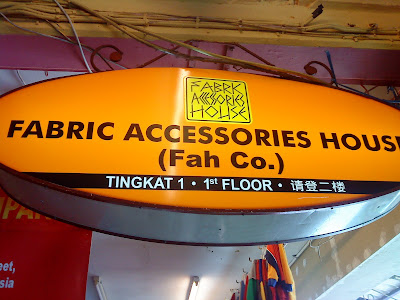 FABRIC
ACCESSORIES
HOUSE
FABRIC ACCESSORIES HOUSE
(Fah Co.)
TINGKAT 1 • 1st FLOOR • 请登二楼